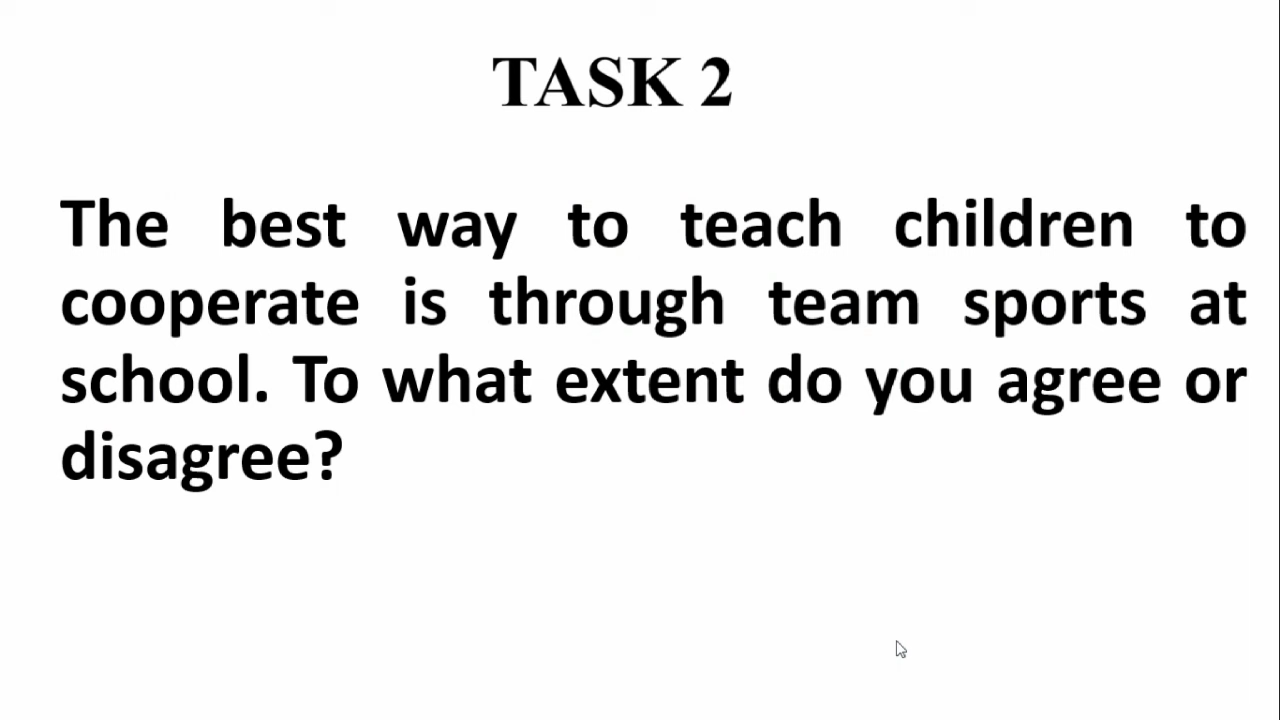 TASK 2
The best way to teach children to
cooperate is through team sports at
school. To what extent do you agree or
disagree?